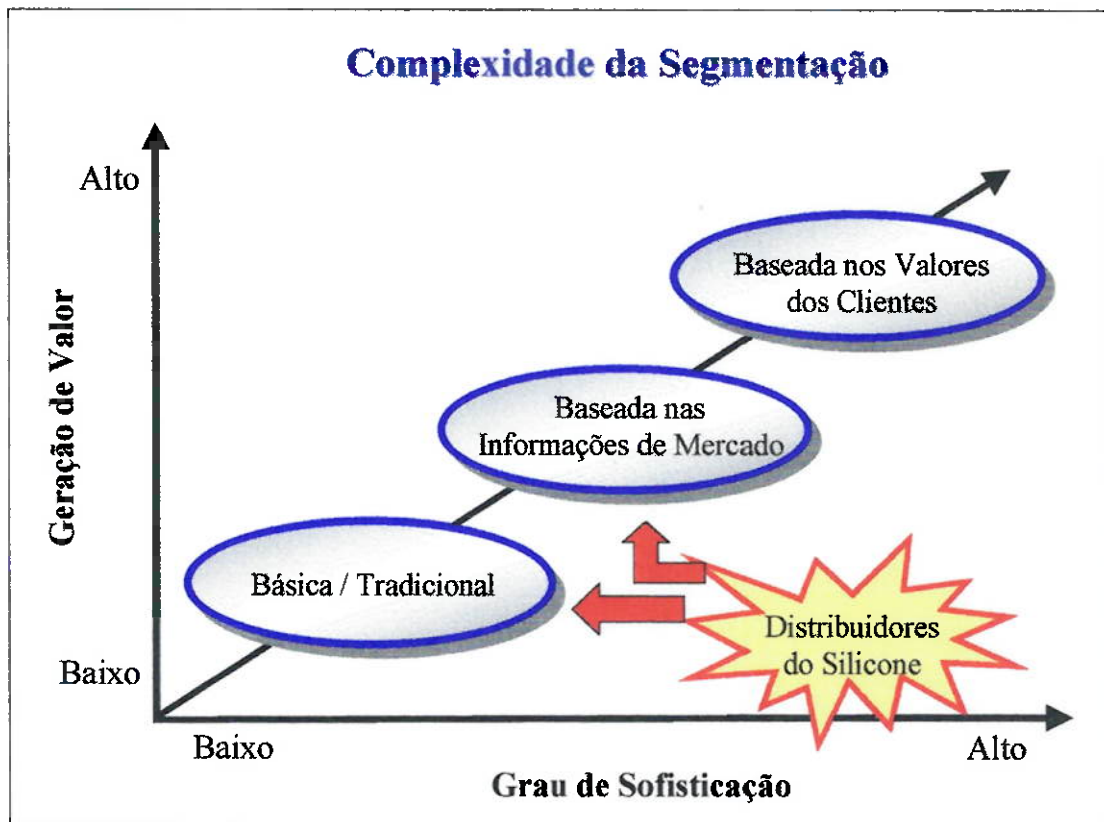 Complexidade da Segmentação
Alto
Geração de Valor
Baseada nos Valores
dos Clientes
Baseada nas
Informações de Mercado
Básica / Tradicional
Distribuidores
do Silicone
Baixo
Baixo
Alto
Grau de Sofisticação